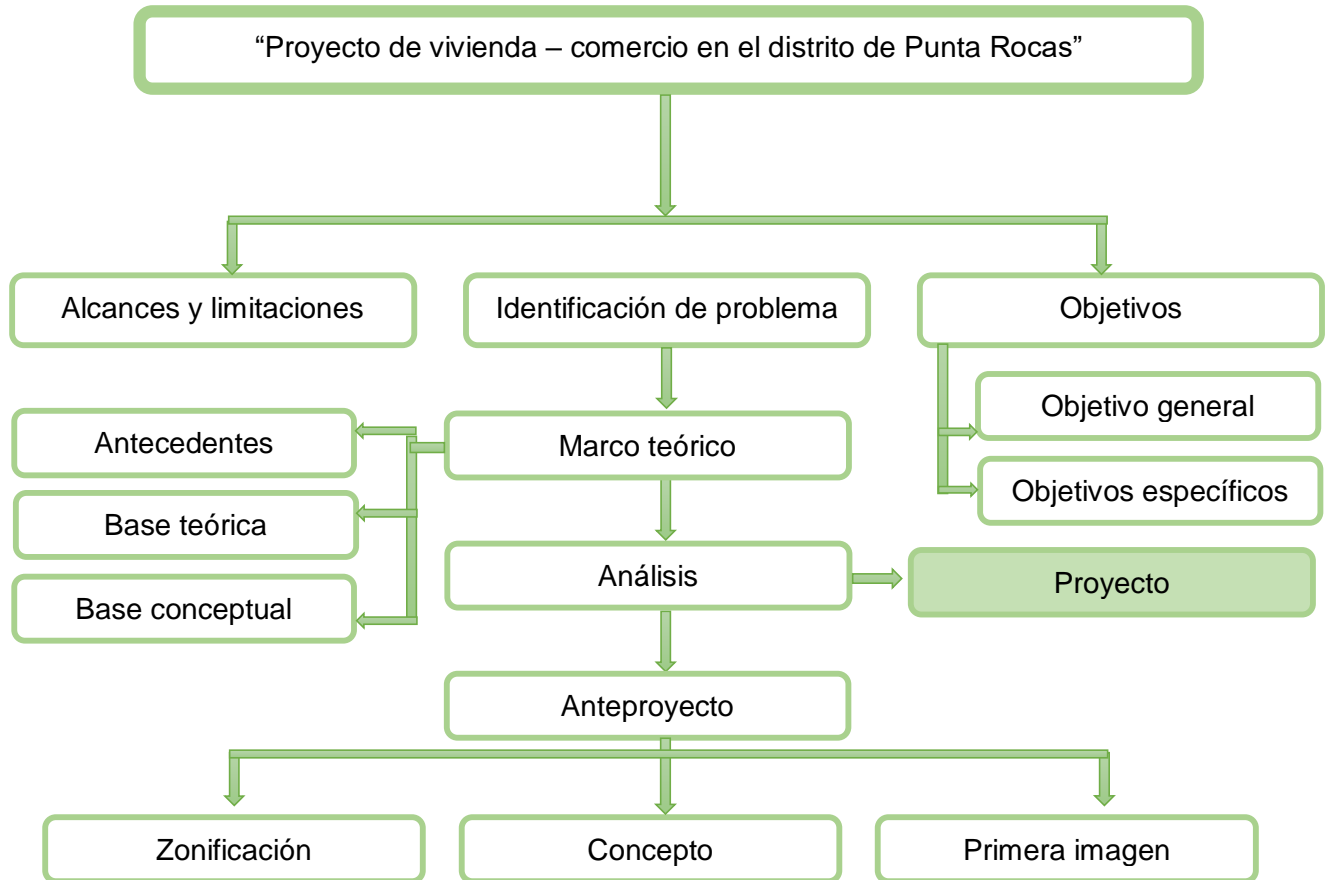 “Proyecto de vivienda – comercio en el distrito de Punta Rocas”
Alcances y limitaciones
Identificación de problema
Objetivos
Objetivo general
Antecedentes
Marco teórico
Objetivos específicos
Base teórica
Análisis
Proyecto
Base conceptual
Anteproyecto
Zonificación
Concepto
Primera imagen